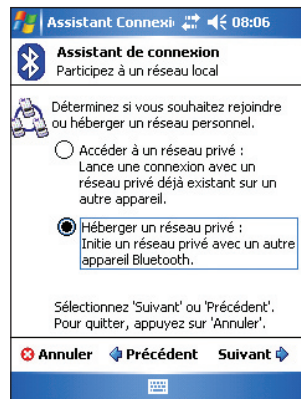 Assistant Connexi 08:06
Assistant de connexion
Participez à un réseau local
Déterminez si vous souhaitez rejoindre
ou héberger un réseau personnel.
Accéder à un réseau privé :
Lance une connexion avec un
réseau privé déjà existant sur un
autre appareil.
Héberger un réseau privé :
Initie un réseau privé avec un autre
appareil Bluetooth.
Sélectionnez 'Suivant' ou 'Précédent'.
Pour quitter, appuyez sur 'Annuler'.
Annuler Précédent Suivant